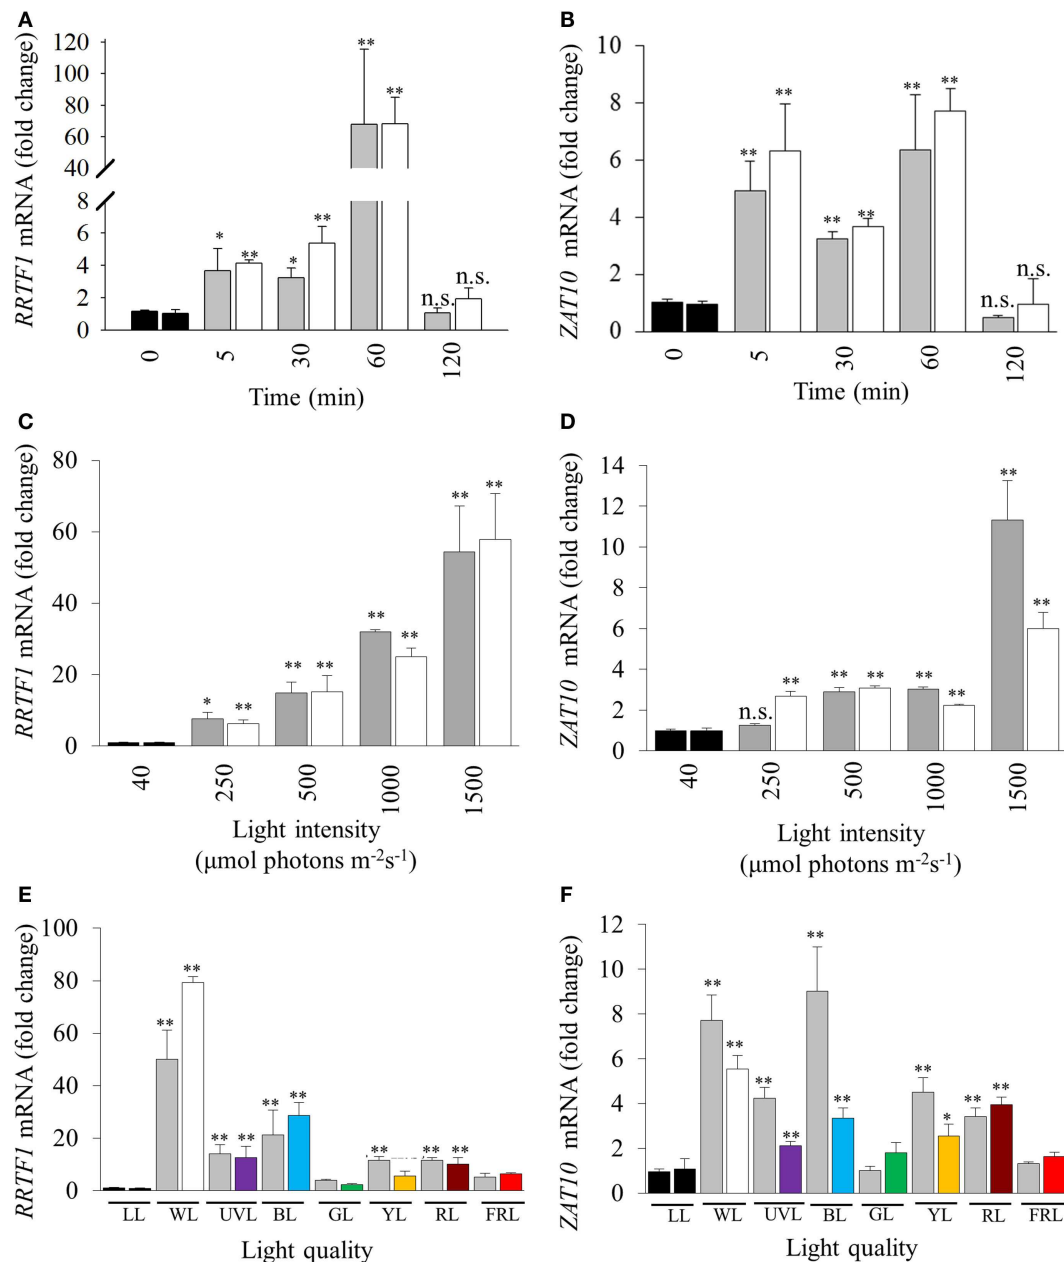 A
RRTF1 mRNA (fold change)
120
100
80
60
40
8
6
4
2
0
** **
* ** * **
n.s. n.s.
0 5 30 60 120
Time (min)
B
ZAT10 mRNA (fold change)
10
8
6
4
2
0
** ** ** ** ** **
n.s. n.s.
0 5 30 60 120
Time (min)
C
RRTF1 mRNA (fold change)
80
60
40
20
0
* ** ** ** ** ** ** **
40 250 500 1000 1500
Light intensity
(μmol photons m-2s-1)
D
ZAT10 mRNA (fold change)
14
12
10
8
6
4
2
0
n.s. ** ** ** ** ** ** **
40 250 500 1000 1500
Light intensity
(μmol photons m-2s-1)
E
RRTF1 mRNA (fold change)
100
80
60
40
20
0
** ** ** ** ** ** ** ** **
LL WL UVL BL GL YL RL FRL
Light quality
F
ZAT10 mRNA (fold change)
12
10
8
6
4
2
0
** ** ** ** ** ** ** * ** **
LL WL UVL BL GL YL RL FRL
Light quality